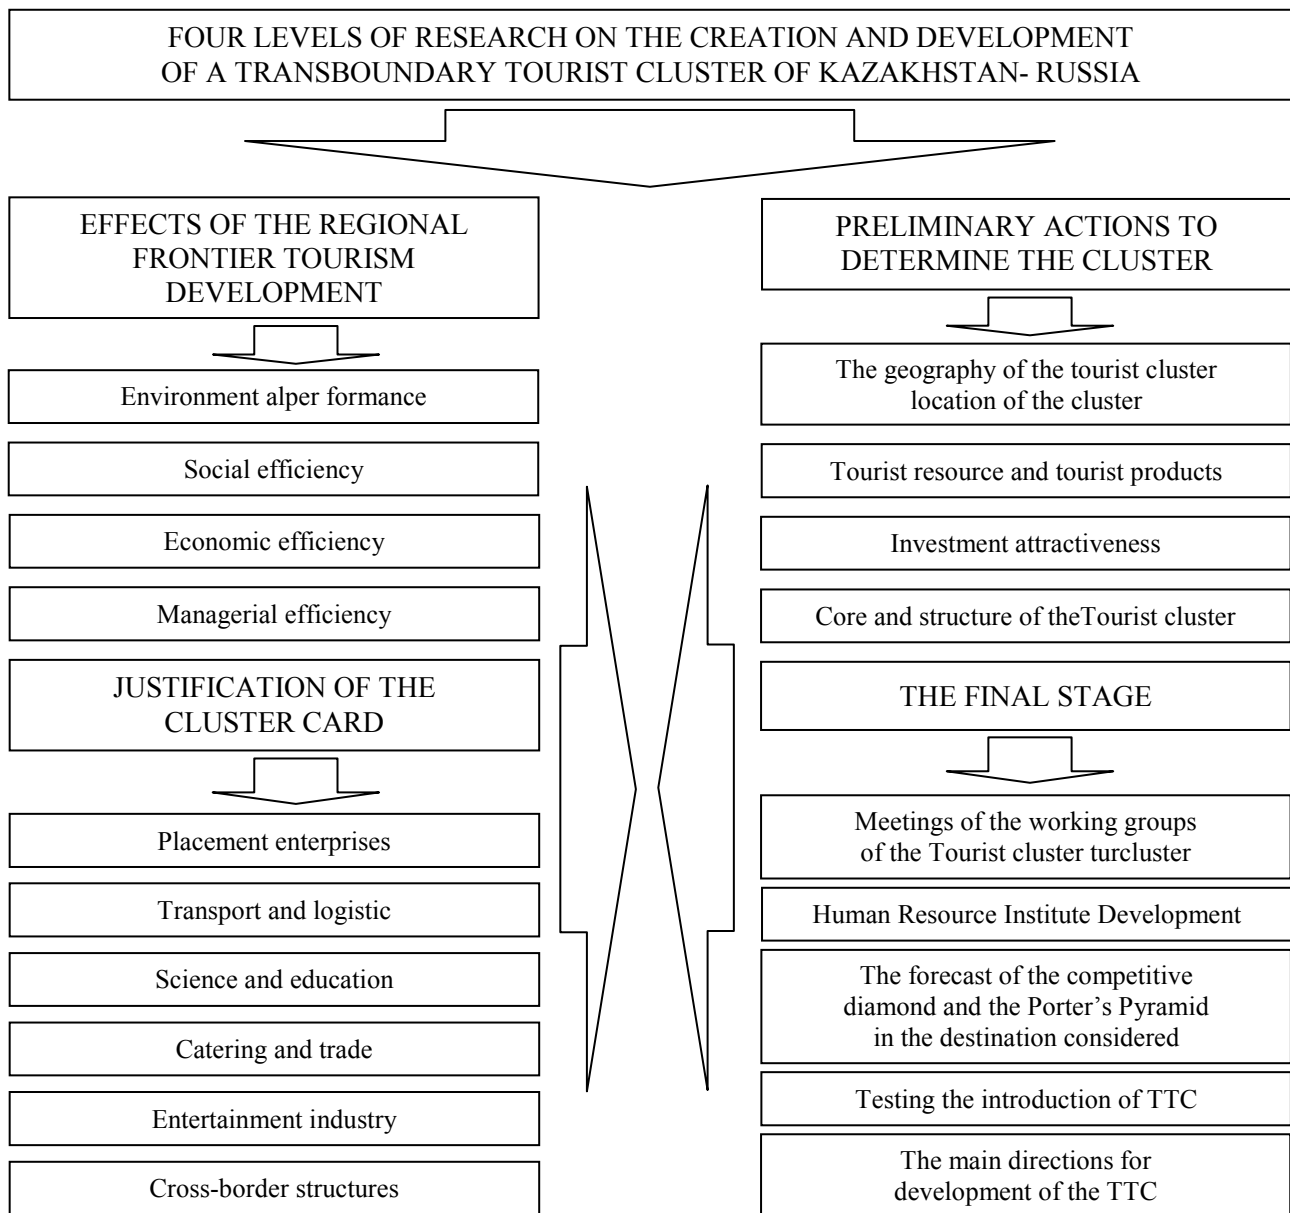 FOUR LEVELS OF RESEARCH ON THE CREATION AND DEVELOPMENT
OF A TRANSBOUNDARY TOURIST CLUSTER OF KAZAKHSTAN- RUSSIA
EFFECTS OF THE REGIONAL
FRONTIER TOURISM
DEVELOPMENT
Environment alper formance
Social efficiency
Economic efficiency
Managerial efficiency
JUSTIFICATION OF THE
CLUSTER CARD
Placement enterprises
Transport and logistic
Science and education
Catering and trade
Entertainment industry
Cross-border structures
PRELIMINARY ACTIONS TO
DETERMINE THE CLUSTER
The geography of the tourist cluster
location of the cluster
Tourist resource and tourist products
Investment attractiveness
Core and structure of theTourist cluster
THE FINAL STAGE
Meetings of the working groups
of the Tourist cluster turcluster
Human Resource Institute Development
The forecast of the competitive
diamond and the Porter's Pyramid
in the destination considered
Testing the introduction of TTC
The main directions for
development of the TTC